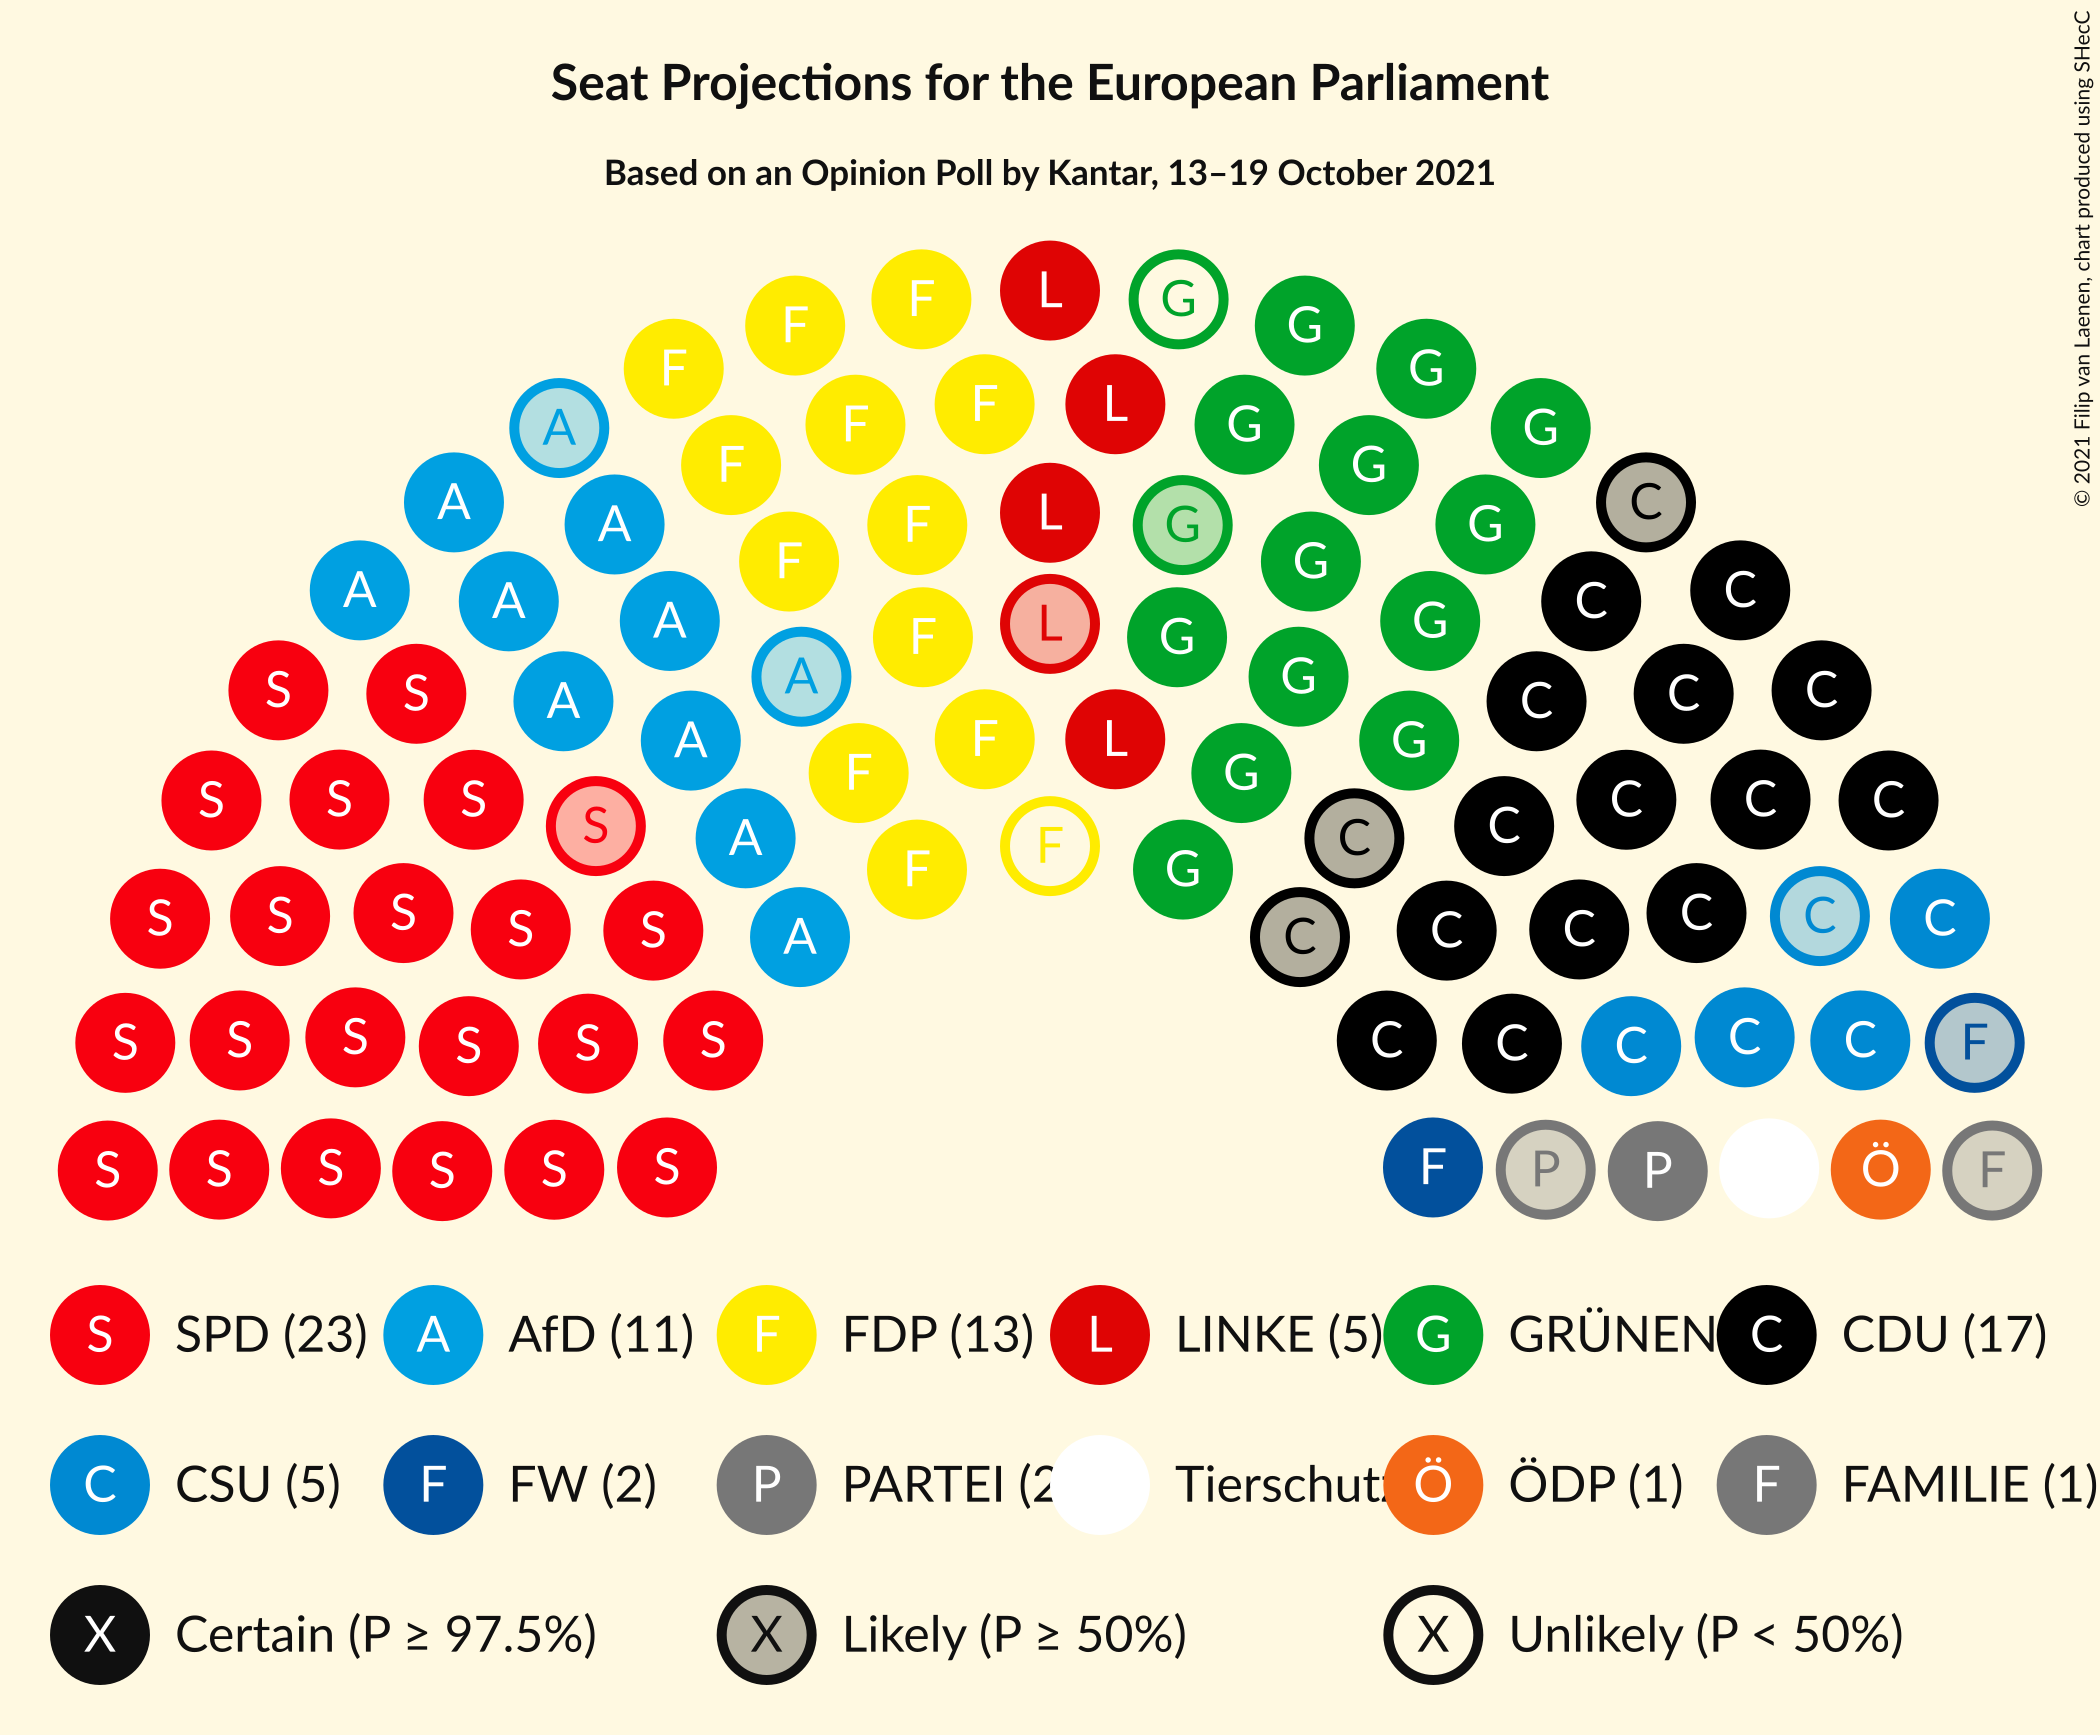 Seat Projections for the European Parliament
Based on an Opinion Poll by Kantar, 13–19 October 2021
© 2021 Filip van Laenen, chart produced using SHecC
F F L G G
F G
A F F L G G
A F G C
A F L G G
A F G C C
A A F L G G C
S S A A A F G G C C C
F L
S S S S A F G G C C C C C
A C
S S S S S A F F G C C C C C C
S S S S S S C C C C C F
S S S S S S F P P Ö F
S SPD (23) A AfD (11) F FDP (13) L LINKE (5) G GRÜNEN C CDU (17)
C CSU (5) F FW (2) P PARTEI (2 Tierschutz Ö ÖDP (1) F FAMILIE (1)
X Certain (P ≥ 97.5%) X Likely (P ≥ 50%) X Unlikely (P < 50%)